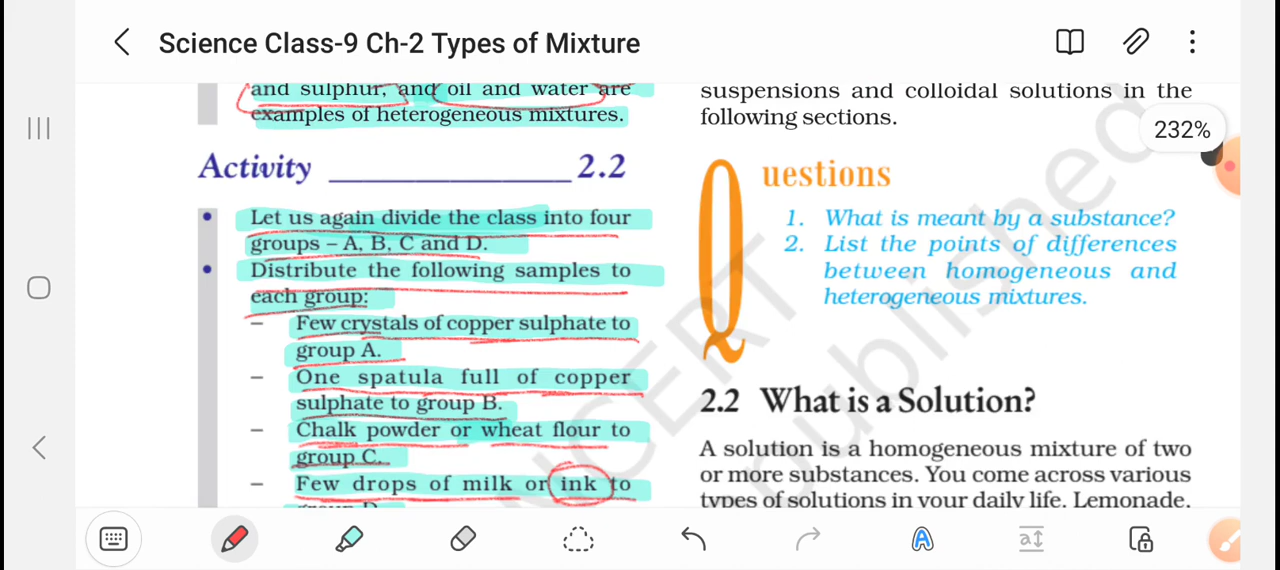 Science Class-9 Ch-2 Types of Mixture
232%
and sulphur, and oil and water are
examples of heterogeneous mixtures.
Activity ______________ 2.2
• Let us again divide the class into four
groups – A, B, C and D.
• Distribute the following samples to
each group:
– Few crystals of copper sulphate to
group A.
– One spatula full of copper
sulphate to group B.
– Chalk powder or wheat flour to
group C.
– Few drops of milk or ink to
group D
suspensions and colloidal solutions in the
following sections.
Questions
1. What is meant by a substance?
2. List the points of differences
between homogeneous and
heterogeneous mixtures.
2.2 What is a Solution?
A solution is a homogeneous mixture of two
or more substances. You come across various
types of solutions in your daily life. Lemonade,
NCERT
published
A
a